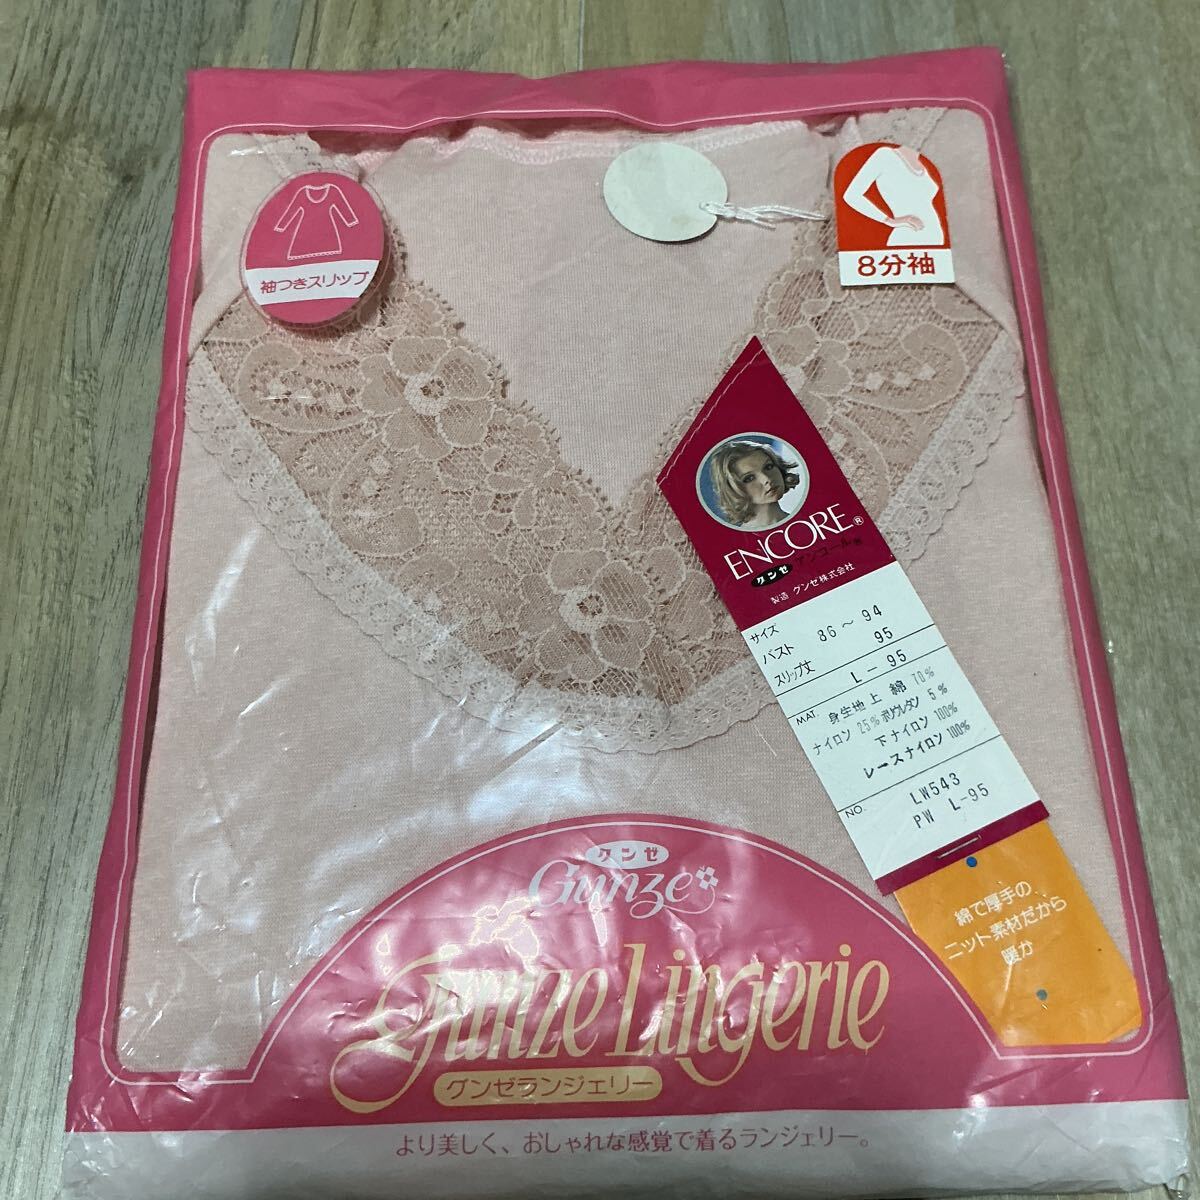 袖つきスリップ
8分袖
ENCORE®
グンゼ アンコール®
製造 グンゼ株式会社
サイズ
バスト 86～94
スリップ丈 95
L-95
MAT. 身生地上 綿 70%
ナイロン 25% ポリウレタン 5%
下ナイロン 100%
レースナイロン 100%
NO. LW543
PW L-95
綿で厚手の
ニット素材だから
暖か
グンゼ
Gunze
Gunze Lingerie
グンゼランジェリー
より美しく、おしゃれな感覚で着るランジェリー。